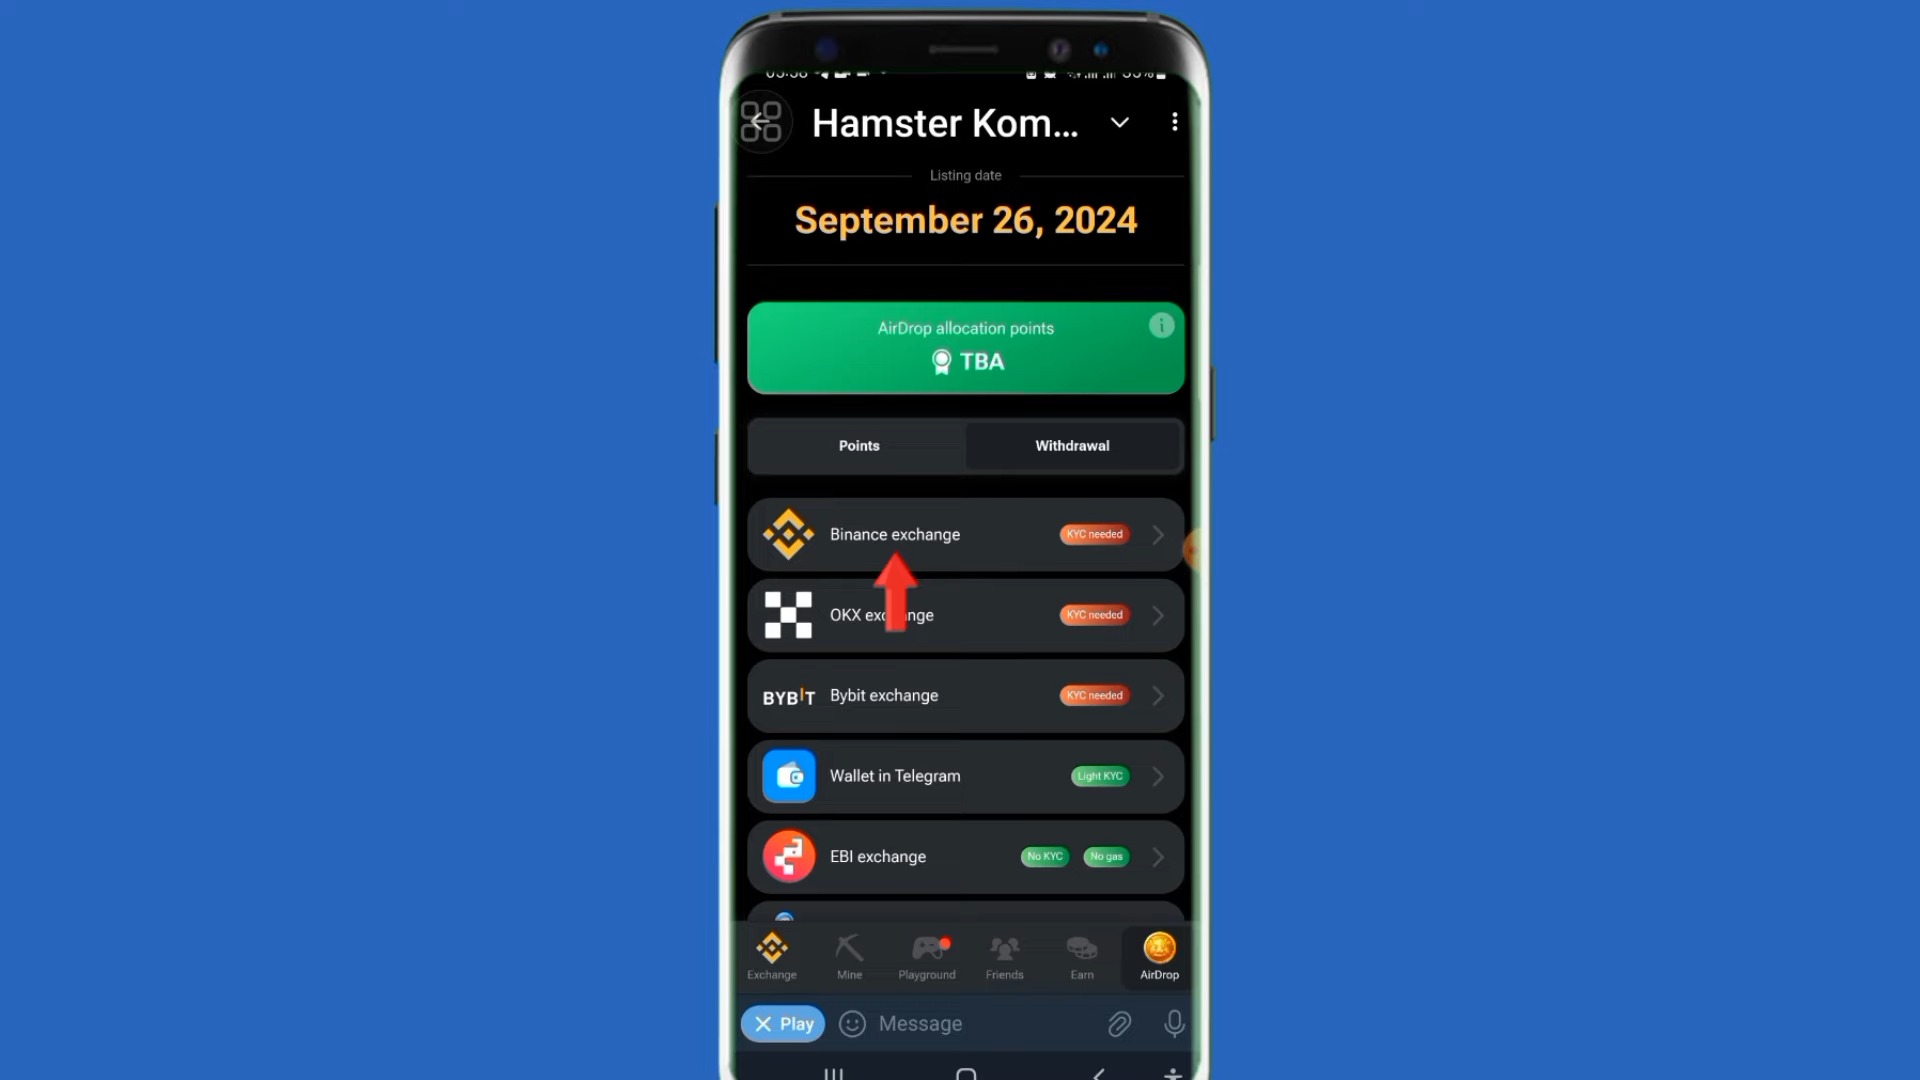 Hamster Kom...
Listing date
September 26, 2024
AirDrop allocation points
TBA
Points Withdrawal
Binance exchange KYC needed
OKX KYC needed
BYBIT Bybit exchange KYC needed
Wallet in Telegram Light KYC
EBI exchange No KYC No gas
Exchange Mine Playground Friends Earn AirDrop
Play Message